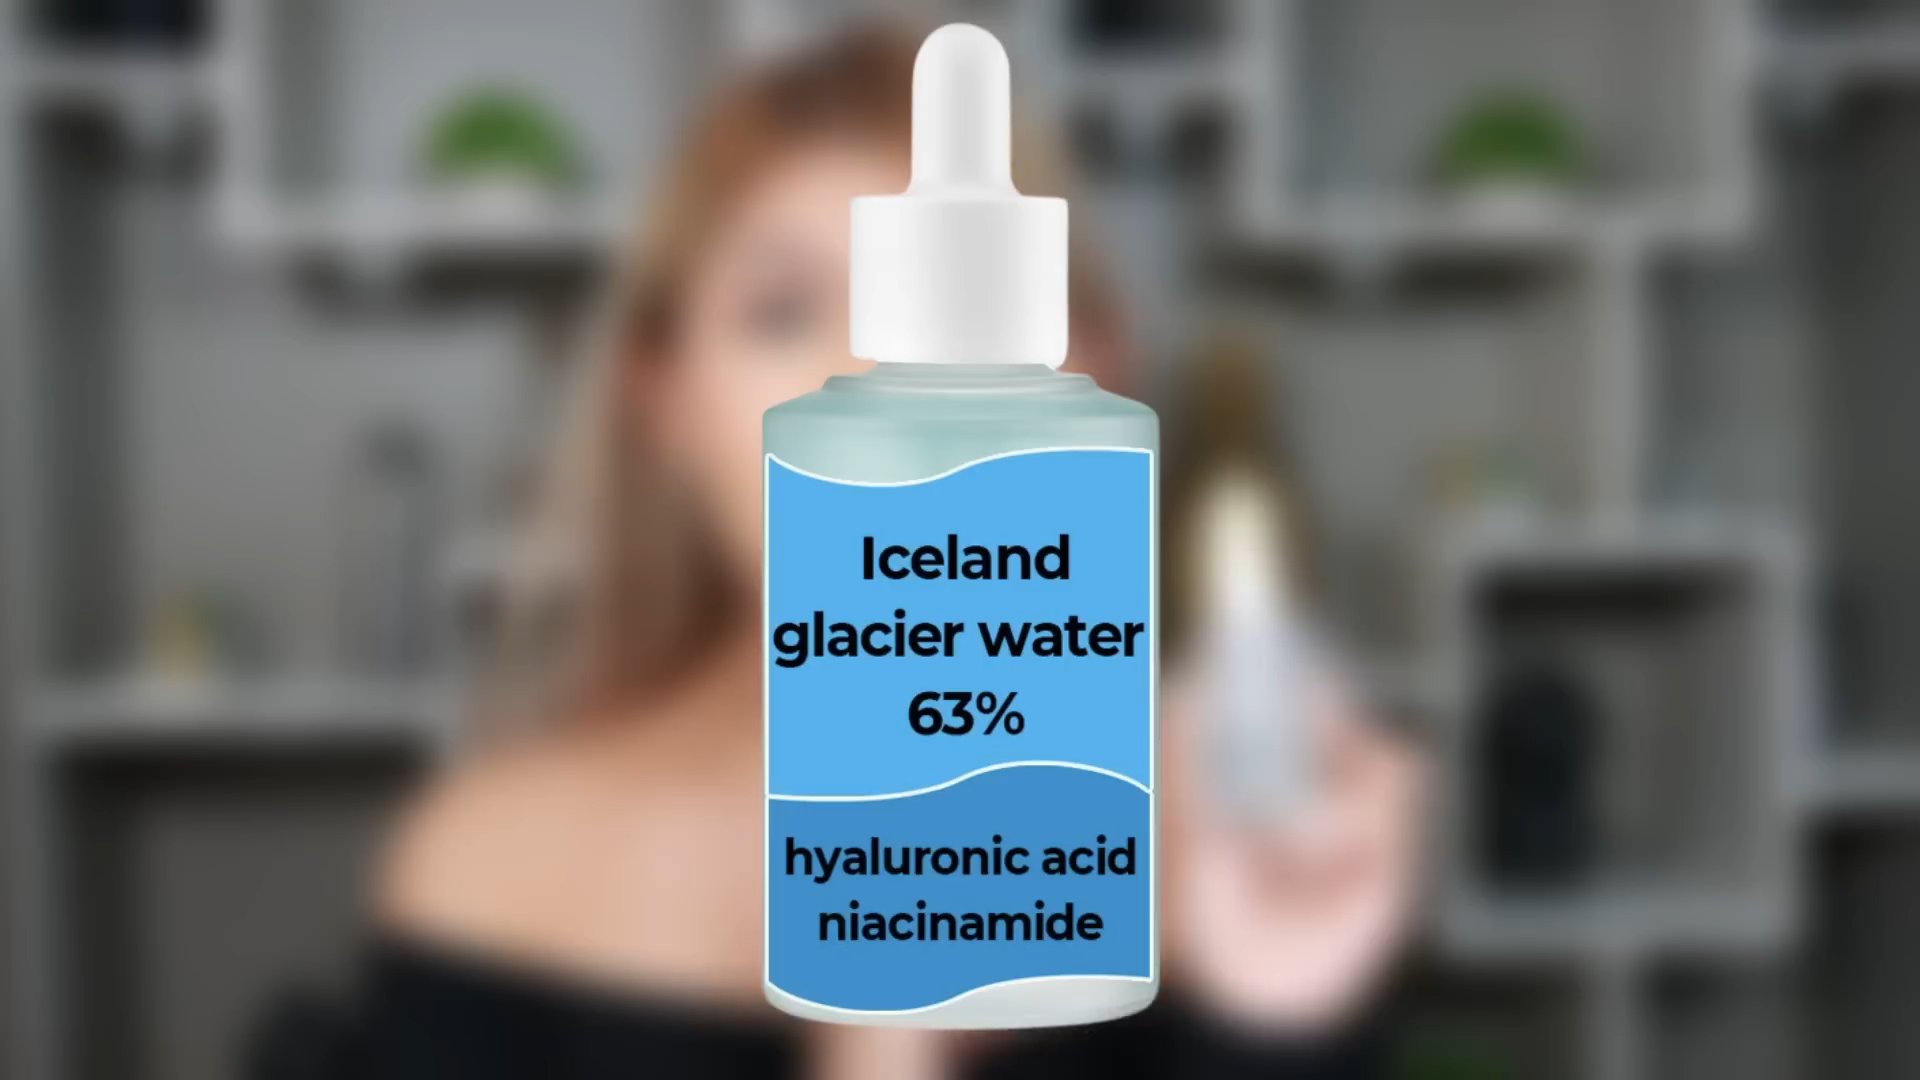 Iceland
glacier water
63%
hyaluronic acid
niacinamide